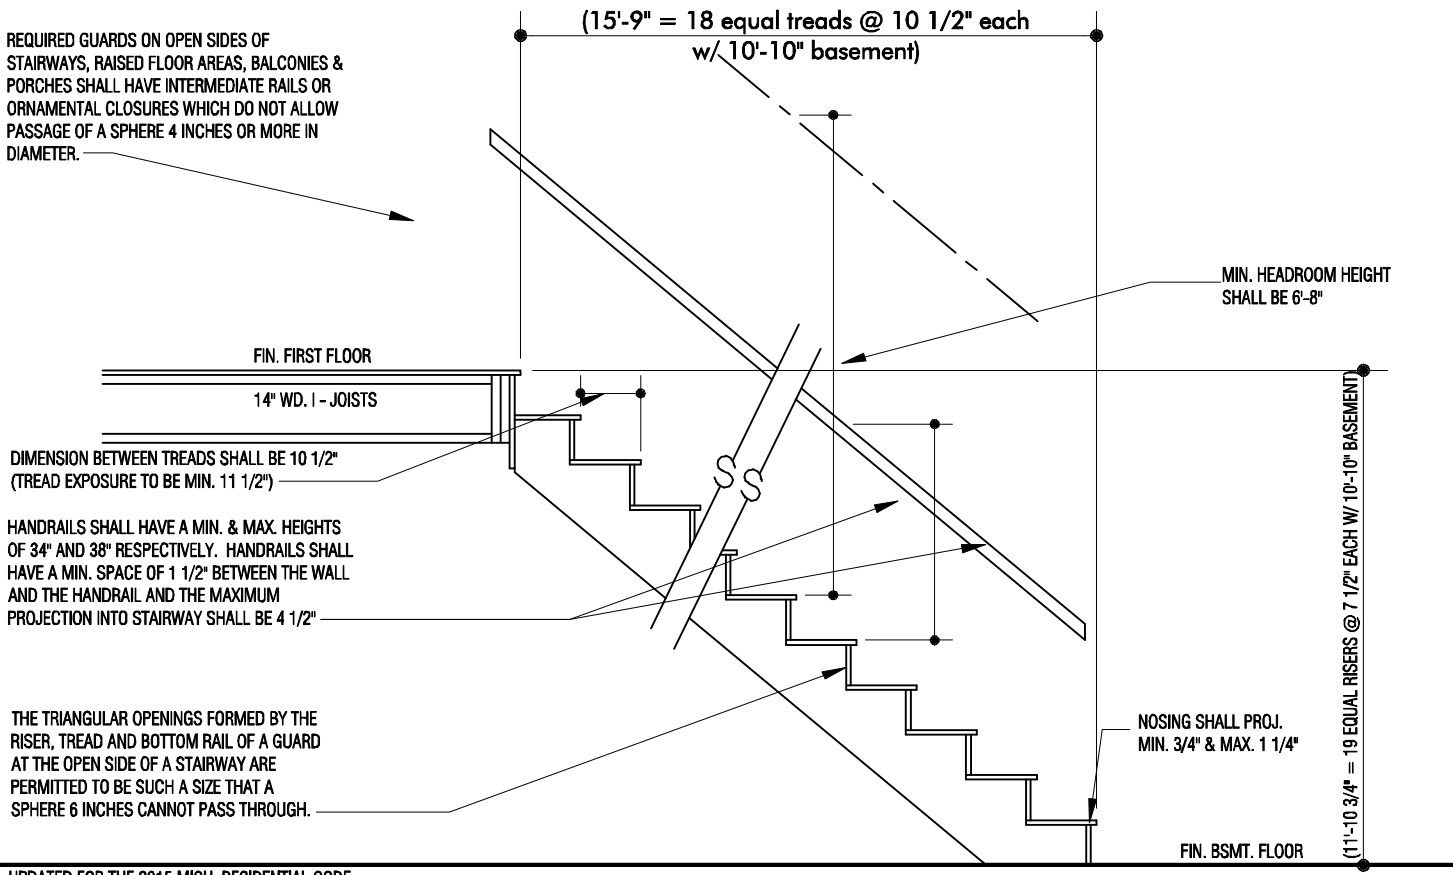 (15'-9" = 18 equal treads @ 10 1/2" each
w/ 10'-10" basement)
REQUIRED GUARDS ON OPEN SIDES OF
STAIRWAYS, RAISED FLOOR AREAS, BALCONIES &
PORCHES SHALL HAVE INTERMEDIATE RAILS OR
ORNAMENTAL CLOSURES WHICH DO NOT ALLOW
PASSAGE OF A SPHERE 4 INCHES OR MORE IN
DIAMETER.
MIN. HEADROOM HEIGHT
SHALL BE 6'-8"
FIN. FIRST FLOOR
14" WD. I - JOISTS
DIMENSION BETWEEN TREADS SHALL BE 10 1/2"
(TREAD EXPOSURE TO BE MIN. 11 1/2")
HANDRAILS SHALL HAVE A MIN. & MAX. HEIGHTS
OF 34" AND 38" RESPECTIVELY. HANDRAILS SHALL
HAVE A MIN. SPACE OF 1 1/2" BETWEEN THE WALL
AND THE HANDRAIL AND THE MAXIMUM
PROJECTION INTO STAIRWAY SHALL BE 4 1/2"
S S
(11'-10 3/4" = 19 EQUAL RISERS @ 7 1/2" EACH W/ 10'-10" BASEMENT)
THE TRIANGULAR OPENINGS FORMED BY THE
RISER, TREAD AND BOTTOM RAIL OF A GUARD
AT THE OPEN SIDE OF A STAIRWAY ARE
PERMITTED TO BE SUCH A SIZE THAT A
SPHERE 6 INCHES CANNOT PASS THROUGH.
NOSING SHALL PROJ.
MIN. 3/4" & MAX. 1 1/4"
FIN. BSMT. FLOOR
UPDATED FOR THE 2015 MICH. RESIDENTIAL CODE